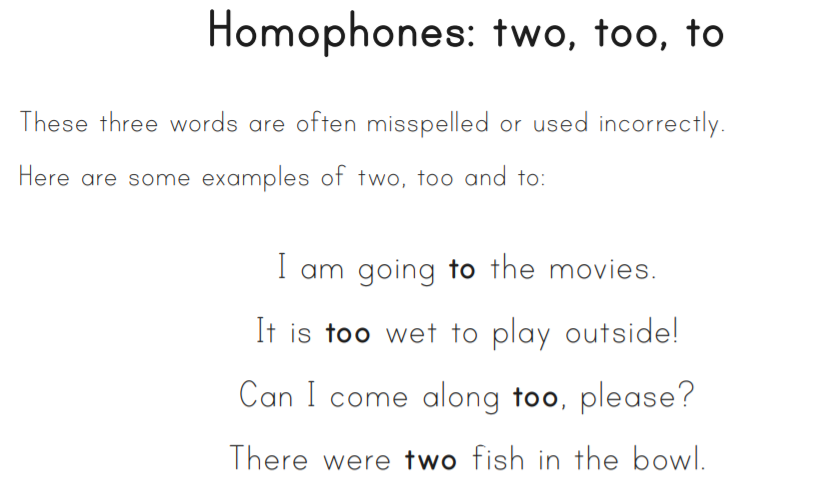 Homophones: two, too, to
These three words are often misspelled or used incorrectly.
Here are some examples of two, too and to:
I am going to the movies.
It is too wet to play outside!
Can I come along too, please?
There were two fish in the bowl.